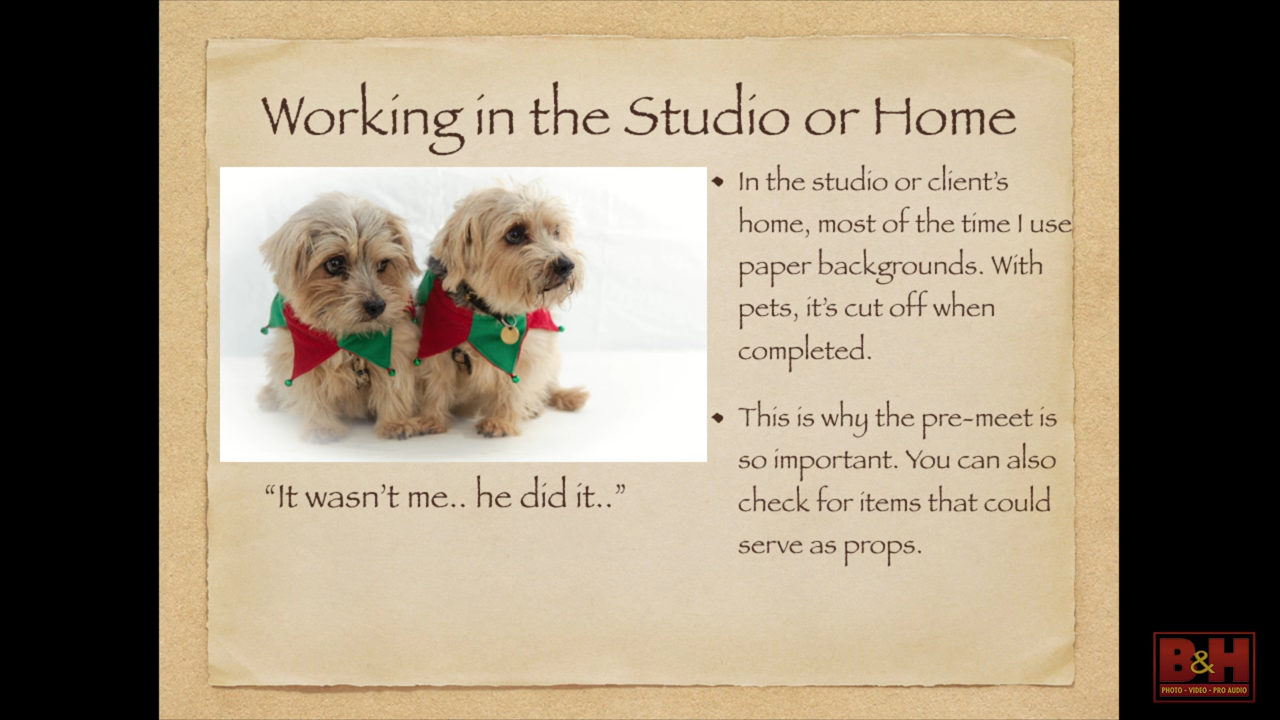 Working in the Studio or Home
• In the studio or client’s
home, most of the time I use
paper backgrounds. With
pets, it’s cut off when
completed.
• This is why the pre-meet is
so important. You can also
check for items that could
serve as props.
“It wasn’t me.. he did it..”
B&H
PHOTO - VIDEO - PRO AUDIO